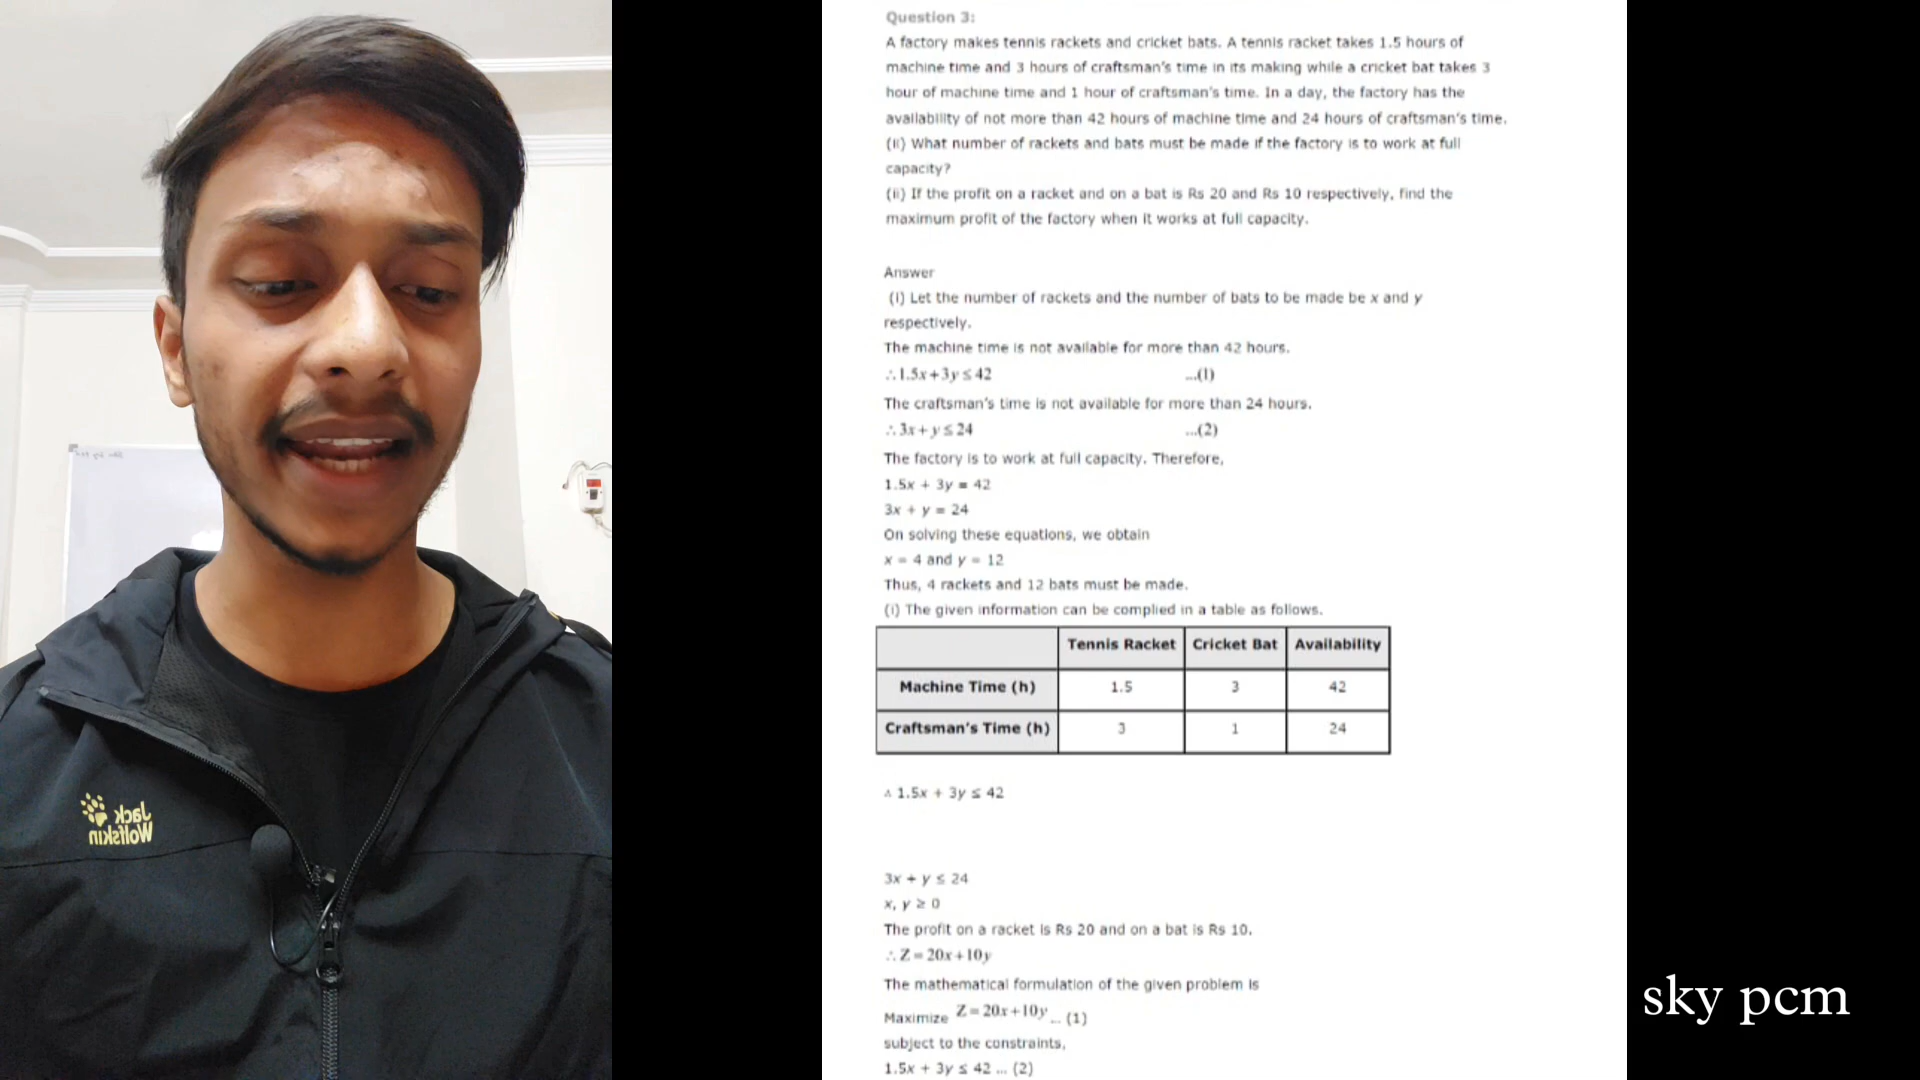 Question 3:
A factory makes tennis rackets and cricket bats. A tennis racket takes 1.5 hours of
machine time and 3 hours of craftsman's time in its making while a cricket bat takes 3
hour of machine time and 1 hour of craftsman's time. In a day, the factory has the
availability of not more than 42 hours of machine time and 24 hours of craftsman's time.
(ii) What number of rackets and bats must be made if the factory is to work at full
capacity?
(ii) If the profit on a racket and on a bat is Rs 20 and Rs 10 respectively, find the
maximum profit of the factory when it works at full capacity.
Answer
(i) Let the number of rackets and the number of bats to be made be x and y
respectively.
The machine time is not available for more than 42 hours.
∴1.5x+3y≤42 ...(1)
The craftsman's time is not available for more than 24 hours.
∴3x+y≤24 ...(2)
The factory is to work at full capacity. Therefore,
1.5x + 3y = 42
3x + y = 24
On solving these equations, we obtain
x = 4 and y = 12
Thus, 4 rackets and 12 bats must be made.
(i) The given information can be complied in a table as follows.
Tennis Racket Cricket Bat Availability
Machine Time (h) 1.5 3 42
Craftsman's Time (h) 3 1 24
∴ 1.5x + 3y ≤ 42
3x + y ≤ 24
x, y ≥ 0
The profit on a racket is Rs 20 and on a bat is Rs 10.
∴Z=20x+10y
The mathematical formulation of the given problem is
Maximize Z=20x+10y ... (1)
subject to the constraints,
1.5x + 3y ≤ 42 ... (2)
Jack
Wolfskin
sky pcm